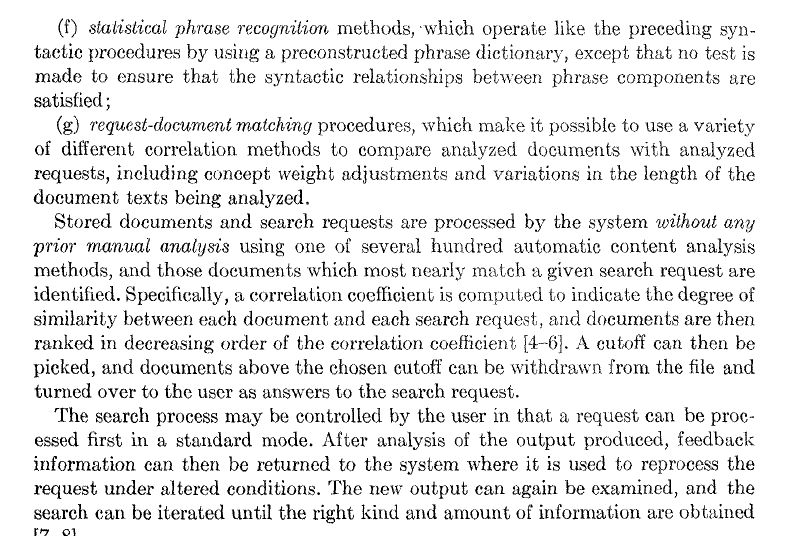 (f) statistical phrase recognition methods, which operate like the preceding syn-
tactic procedures by using a preconstructed phrase dictionary, except that no test is
made to ensure that the syntactic relationships between phrase components are
satisfied;
(g) request-document matching procedures, which make it possible to use a variety
of different correlation methods to compare analyzed documents with analyzed
requests, including concept weight adjustments and variations in the length of the
document texts being analyzed.
Stored documents and search requests are processed by the system without any
prior manual analysis using one of several hundred automatic content analysis
methods, and those documents which most nearly match a given search request are
identified. Specifically, a correlation coefficient is computed to indicate the degree of
similarity between each document and each search request, and documents are then
ranked in decreasing order of the correlation coefficient [4–6]. A cutoff can then be
picked, and documents above the chosen cutoff can be withdrawn from the file and
turned over to the user as answers to the search request.
The search process may be controlled by the user in that a request can be proc-
essed first in a standard mode. After analysis of the output produced, feedback
information can then be returned to the system where it is used to reprocess the
request under altered conditions. The new output can again be examined, and the
search can be iterated until the right kind and amount of information are obtained